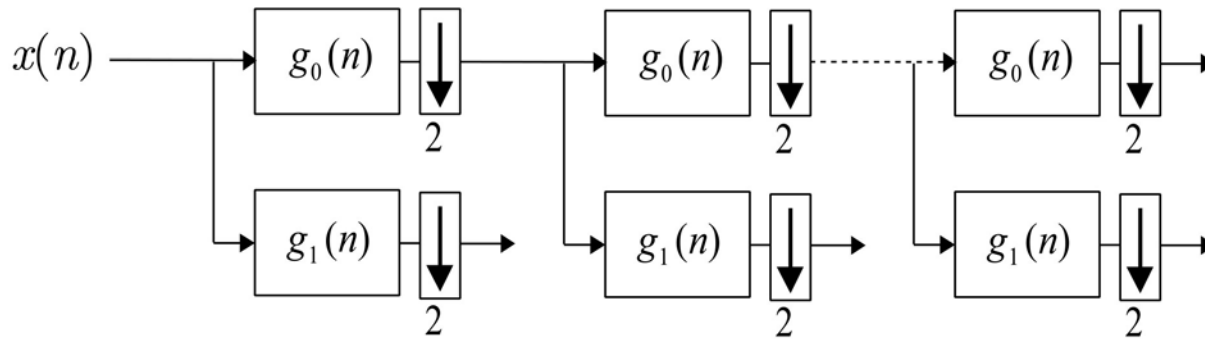 x(n) g₀(n) g₀(n) g₀(n)
2 2 2
g₁(n) g₁(n) g₁(n)
2 2 2